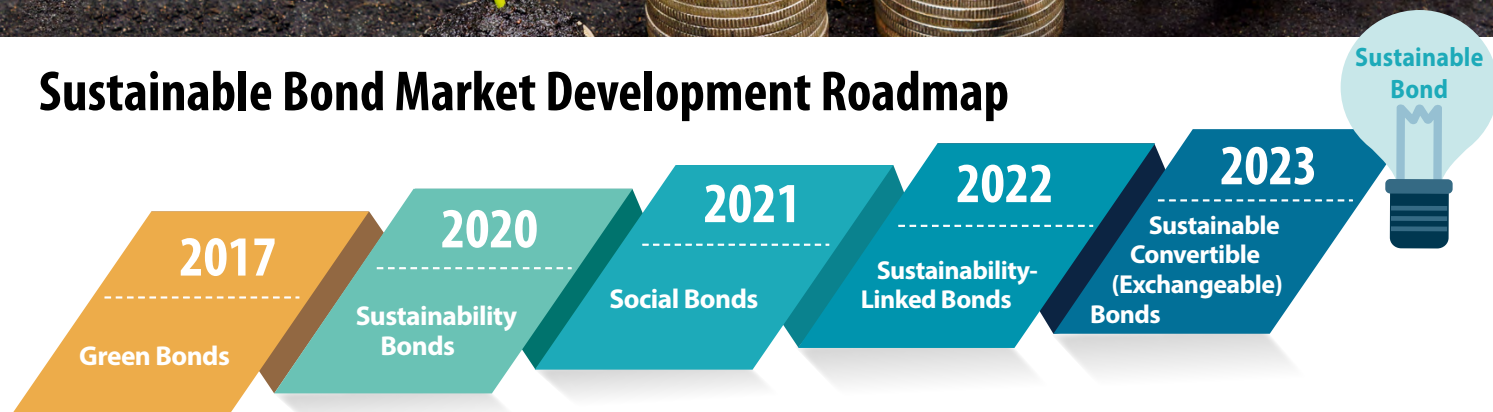 Sustainable
Bond
Sustainable Bond Market Development Roadmap
2017
Green Bonds
2020
Sustainability
Bonds
2021
Social Bonds
2022
Sustainability-
Linked Bonds
2023
Sustainable
Convertible
(Exchangeable)
Bonds